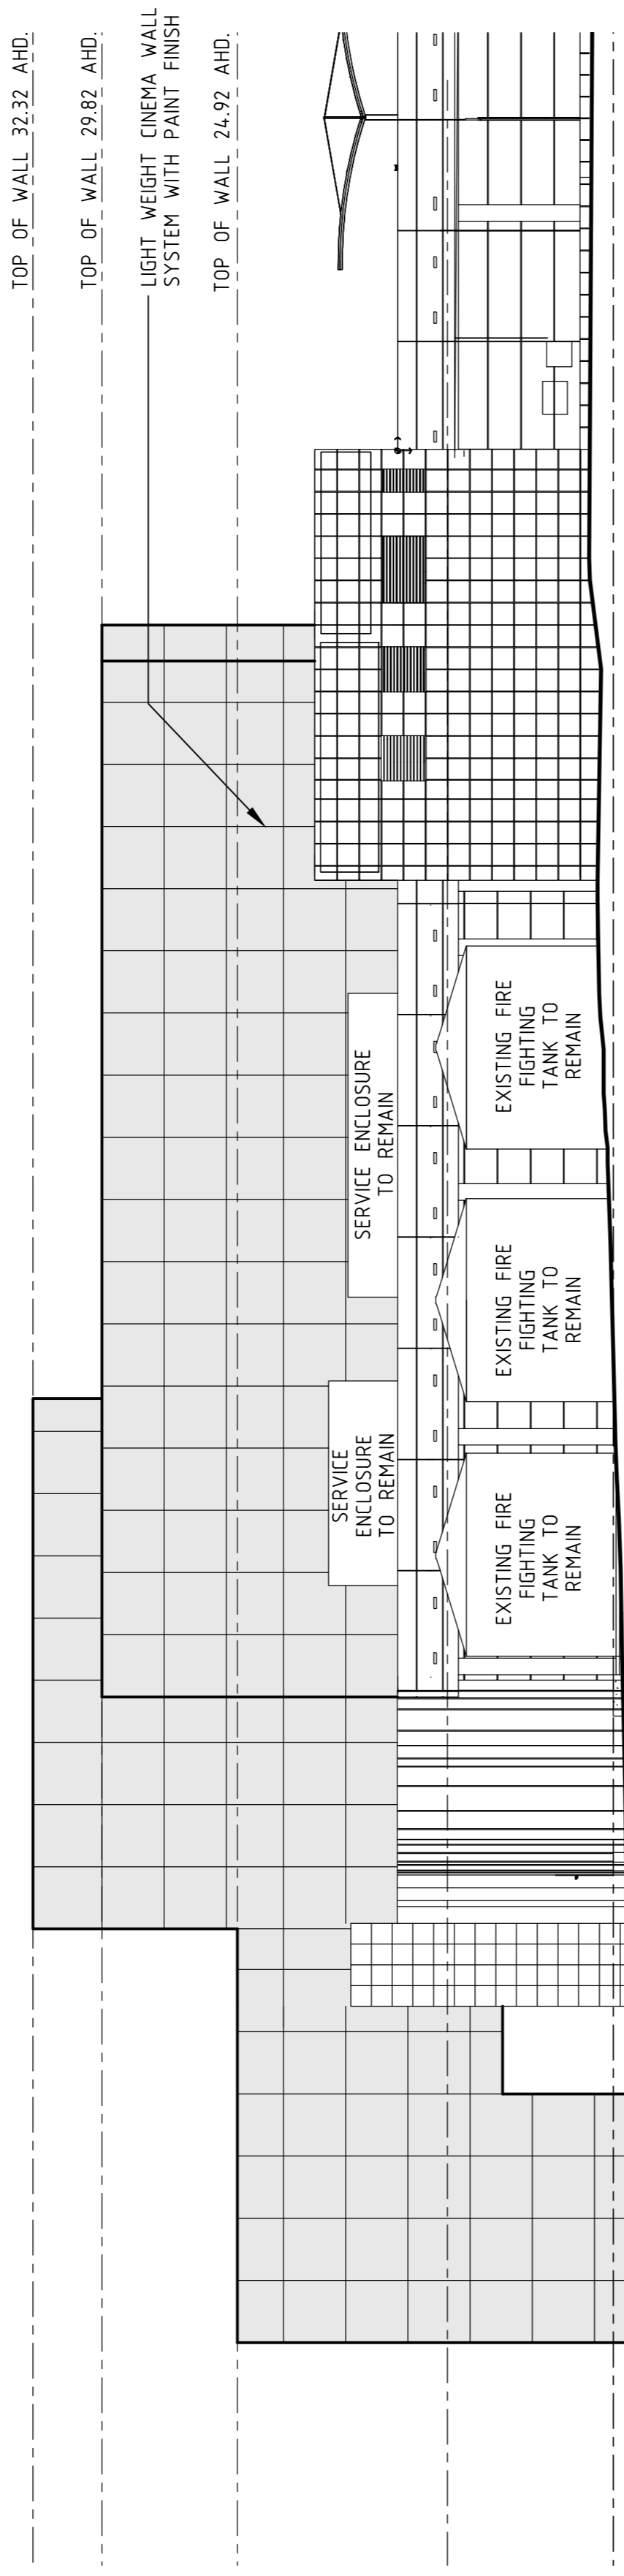 TOP OF WALL 32.32 AHD.
TOP OF WALL 29.82 AHD.
LIGHT WEIGHT CINEMA WALL
SYSTEM WITH PAINT FINISH
TOP OF WALL 24.92 AHD.
SERVICE
ENCLOSURE
TO REMAIN
SERVICE ENCLOSURE
TO REMAIN
EXISTING FIRE
FIGHTING
TANK TO
REMAIN
EXISTING FIRE
FIGHTING
TANK TO
REMAIN
EXISTING FIRE
FIGHTING
TANK TO
REMAIN